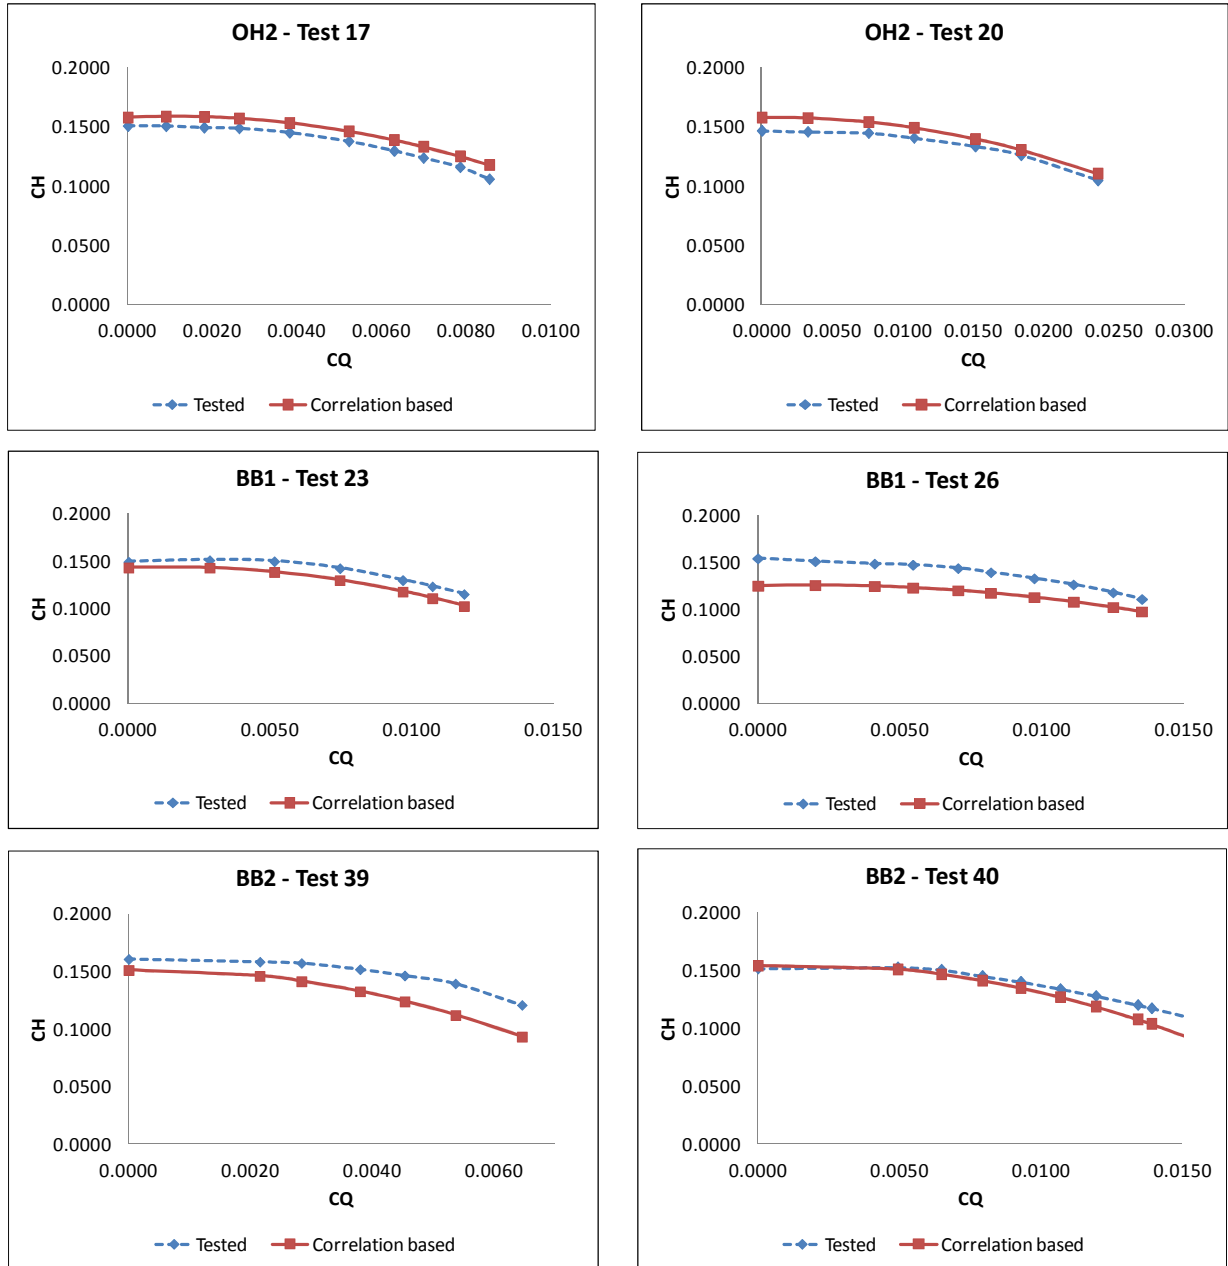 OH2 - Test 17
0.2000
0.1500
0.1000
0.0500
0.0000
CH
0.0000 0.0020 0.0040 0.0060 0.0080 0.0100
CQ
Tested Correlation based
OH2 - Test 20
0.2000
0.1500
0.1000
0.0500
0.0000
CH
0.0000 0.0050 0.0100 0.0150 0.0200 0.0250 0.0300
CQ
Tested Correlation based
BB1 - Test 23
0.2000
0.1500
0.1000
0.0500
0.0000
CH
0.0000 0.0050 0.0100 0.0150
CQ
Tested Correlation based
BB1 - Test 26
0.2000
0.1500
0.1000
0.0500
0.0000
CH
0.0000 0.0050 0.0100 0.0150
CQ
Tested Correlation based
BB2 - Test 39
0.2000
0.1500
0.1000
0.0500
0.0000
CH
0.0000 0.0020 0.0040 0.0060
CQ
Tested Correlation based
BB2 - Test 40
0.2000
0.1500
0.1000
0.0500
0.0000
CH
0.0000 0.0050 0.0100 0.0150
CQ
Tested Correlation based